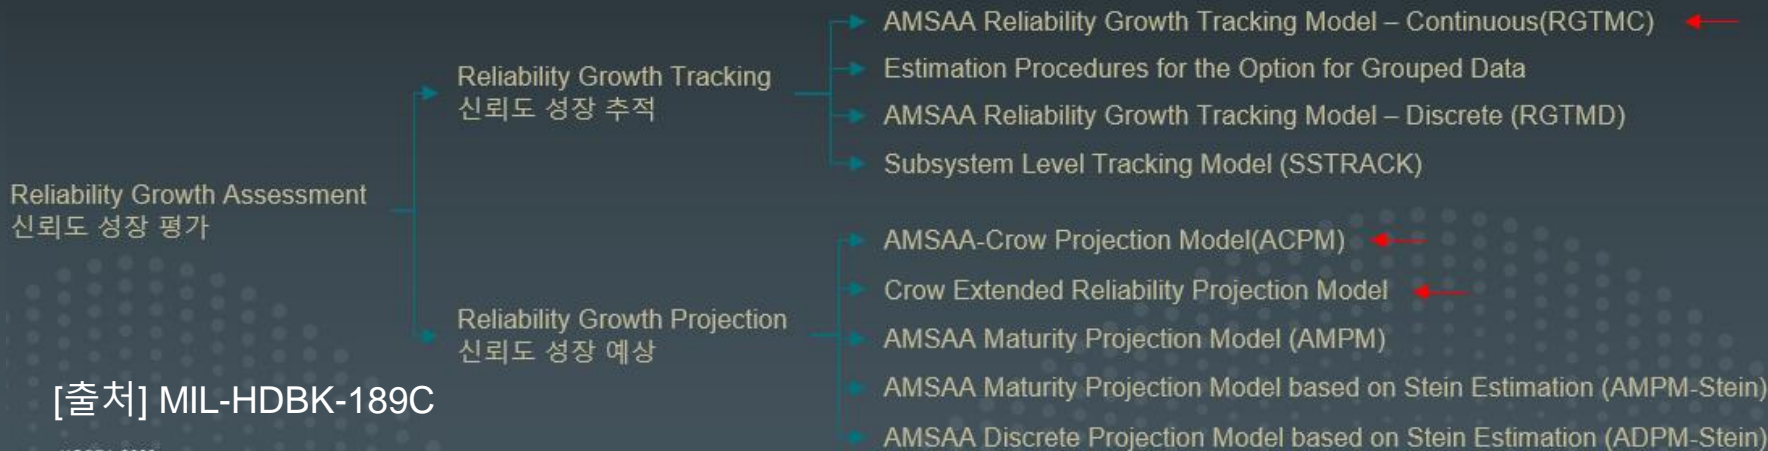 AMSAA Reliability Growth Tracking Model – Continuous(RGTMC)
Reliability Growth Tracking
신뢰도 성장 추적
Estimation Procedures for the Option for Grouped Data
AMSAA Reliability Growth Tracking Model – Discrete (RGTMD)
Subsystem Level Tracking Model (SSTRACK)
Reliability Growth Assessment
신뢰도 성장 평가
AMSAA-Crow Projection Model(ACPM)
Crow Extended Reliability Projection Model
Reliability Growth Projection
신뢰도 성장 예상
AMSAA Maturity Projection Model (AMPM)
AMSAA Maturity Projection Model based on Stein Estimation (AMPM-Stein)
AMSAA Discrete Projection Model based on Stein Estimation (ADPM-Stein)
[출처] MIL-HDBK-189C